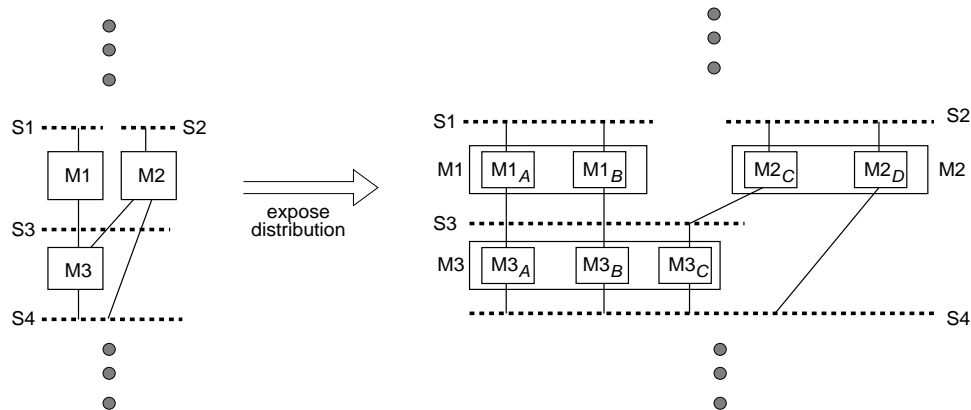 S1
S2
M1
M2
S3
M3
S4
expose
distribution
S1
S2
M1
M1A
M1B
M2C
M2D
M2
S3
M3
M3A
M3B
M3C
S4